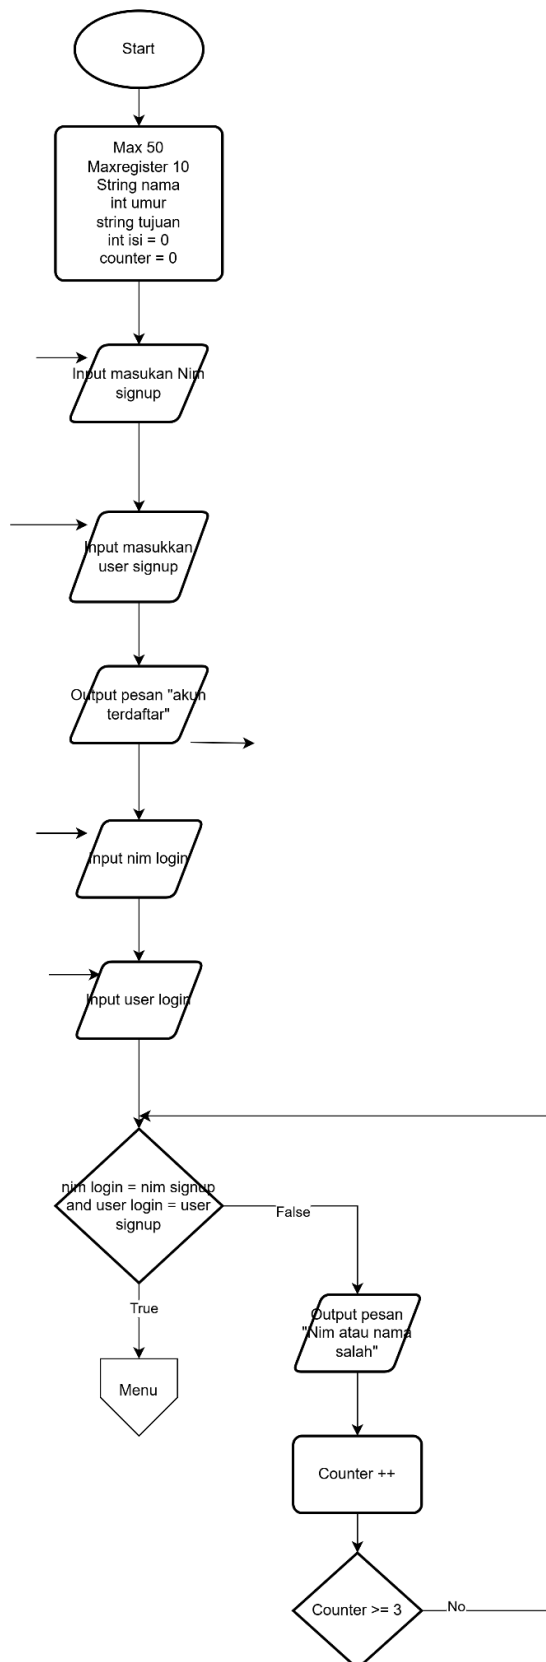 Start
Max 50
Maxregister 10
String nama
int umur
string tujuan
int isi = 0
counter = 0
Input masukan Nim
signup
Input masukkan
user signup
Output pesan "akun
terdaftar"
Input nim login
Input user login
nim login = nim signup
and user login = user
signup
False
True
Menu
Output pesan
"Nim atau nama
salah"
Counter ++
Counter >= 3
No